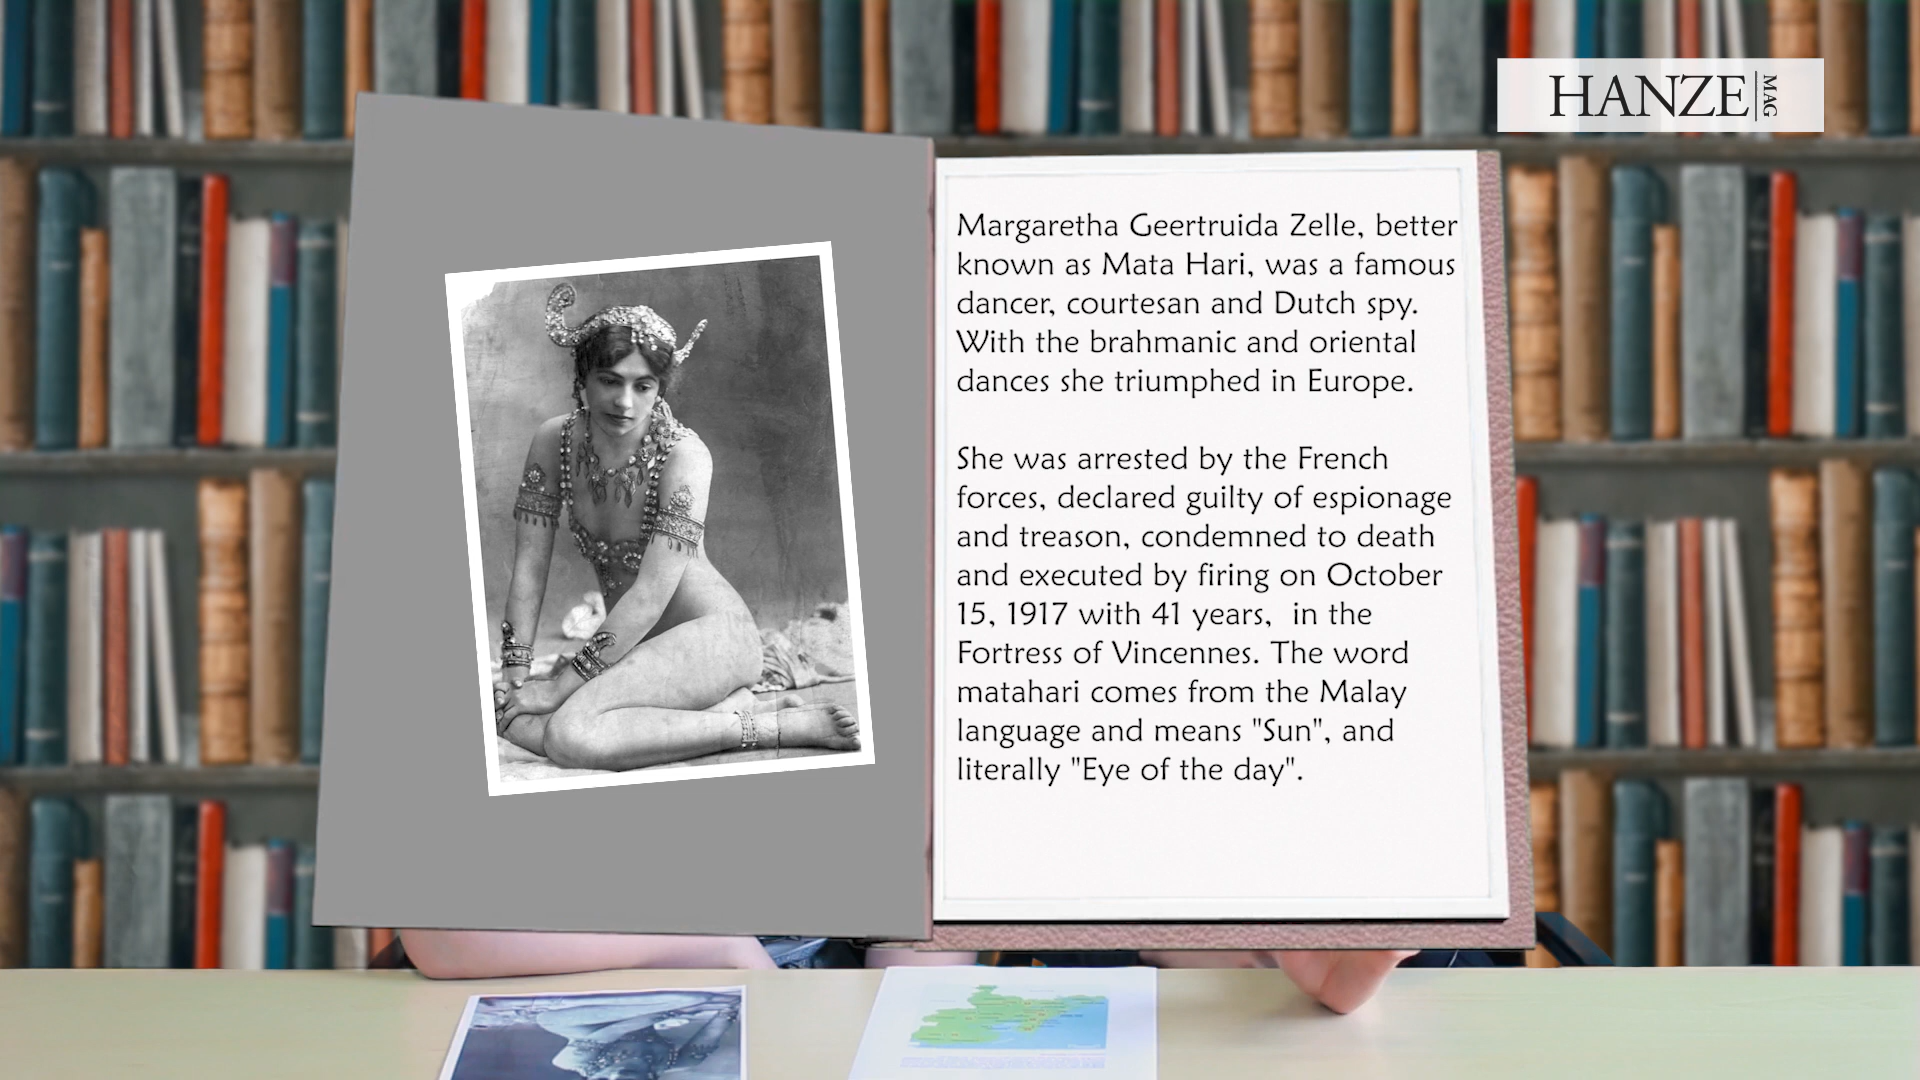 HANZE MAG
Margaretha Geertruida Zelle, better
known as Mata Hari, was a famous
dancer, courtesan and Dutch spy.
With the brahmanic and oriental
dances she triumphed in Europe.
She was arrested by the French
forces, declared guilty of espionage
and treason, condemned to death
and executed by firing on October
15, 1917 with 41 years,  in the
Fortress of Vincennes. The word
matahari comes from the Malay
language and means "Sun", and
literally "Eye of the day".